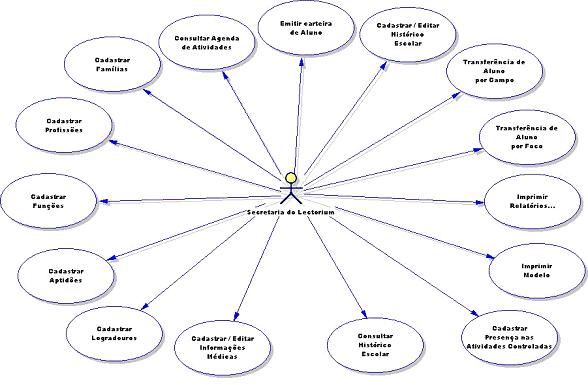 Emitir carteira
de Aluno
Cadastrar / Editar
Histórico
Escolar
Consultar Agenda
de Atividades
Cadastrar
Famílias
Transferência de
Aluno
por Campo
Cadastrar
Profissões
Transferência de
Aluno
por Foco
Cadastrar
Funções
Imprimir
Relatórios...
Secretaria do Lectorium
Cadastrar
Aptidões
Imprimir
Modelo
Cadastrar
Logradouros
Cadastrar / Editar
Informações
Médicas
Consultar
Histórico
Escolar
Cadastrar
Presença nas
Atividades Controladas